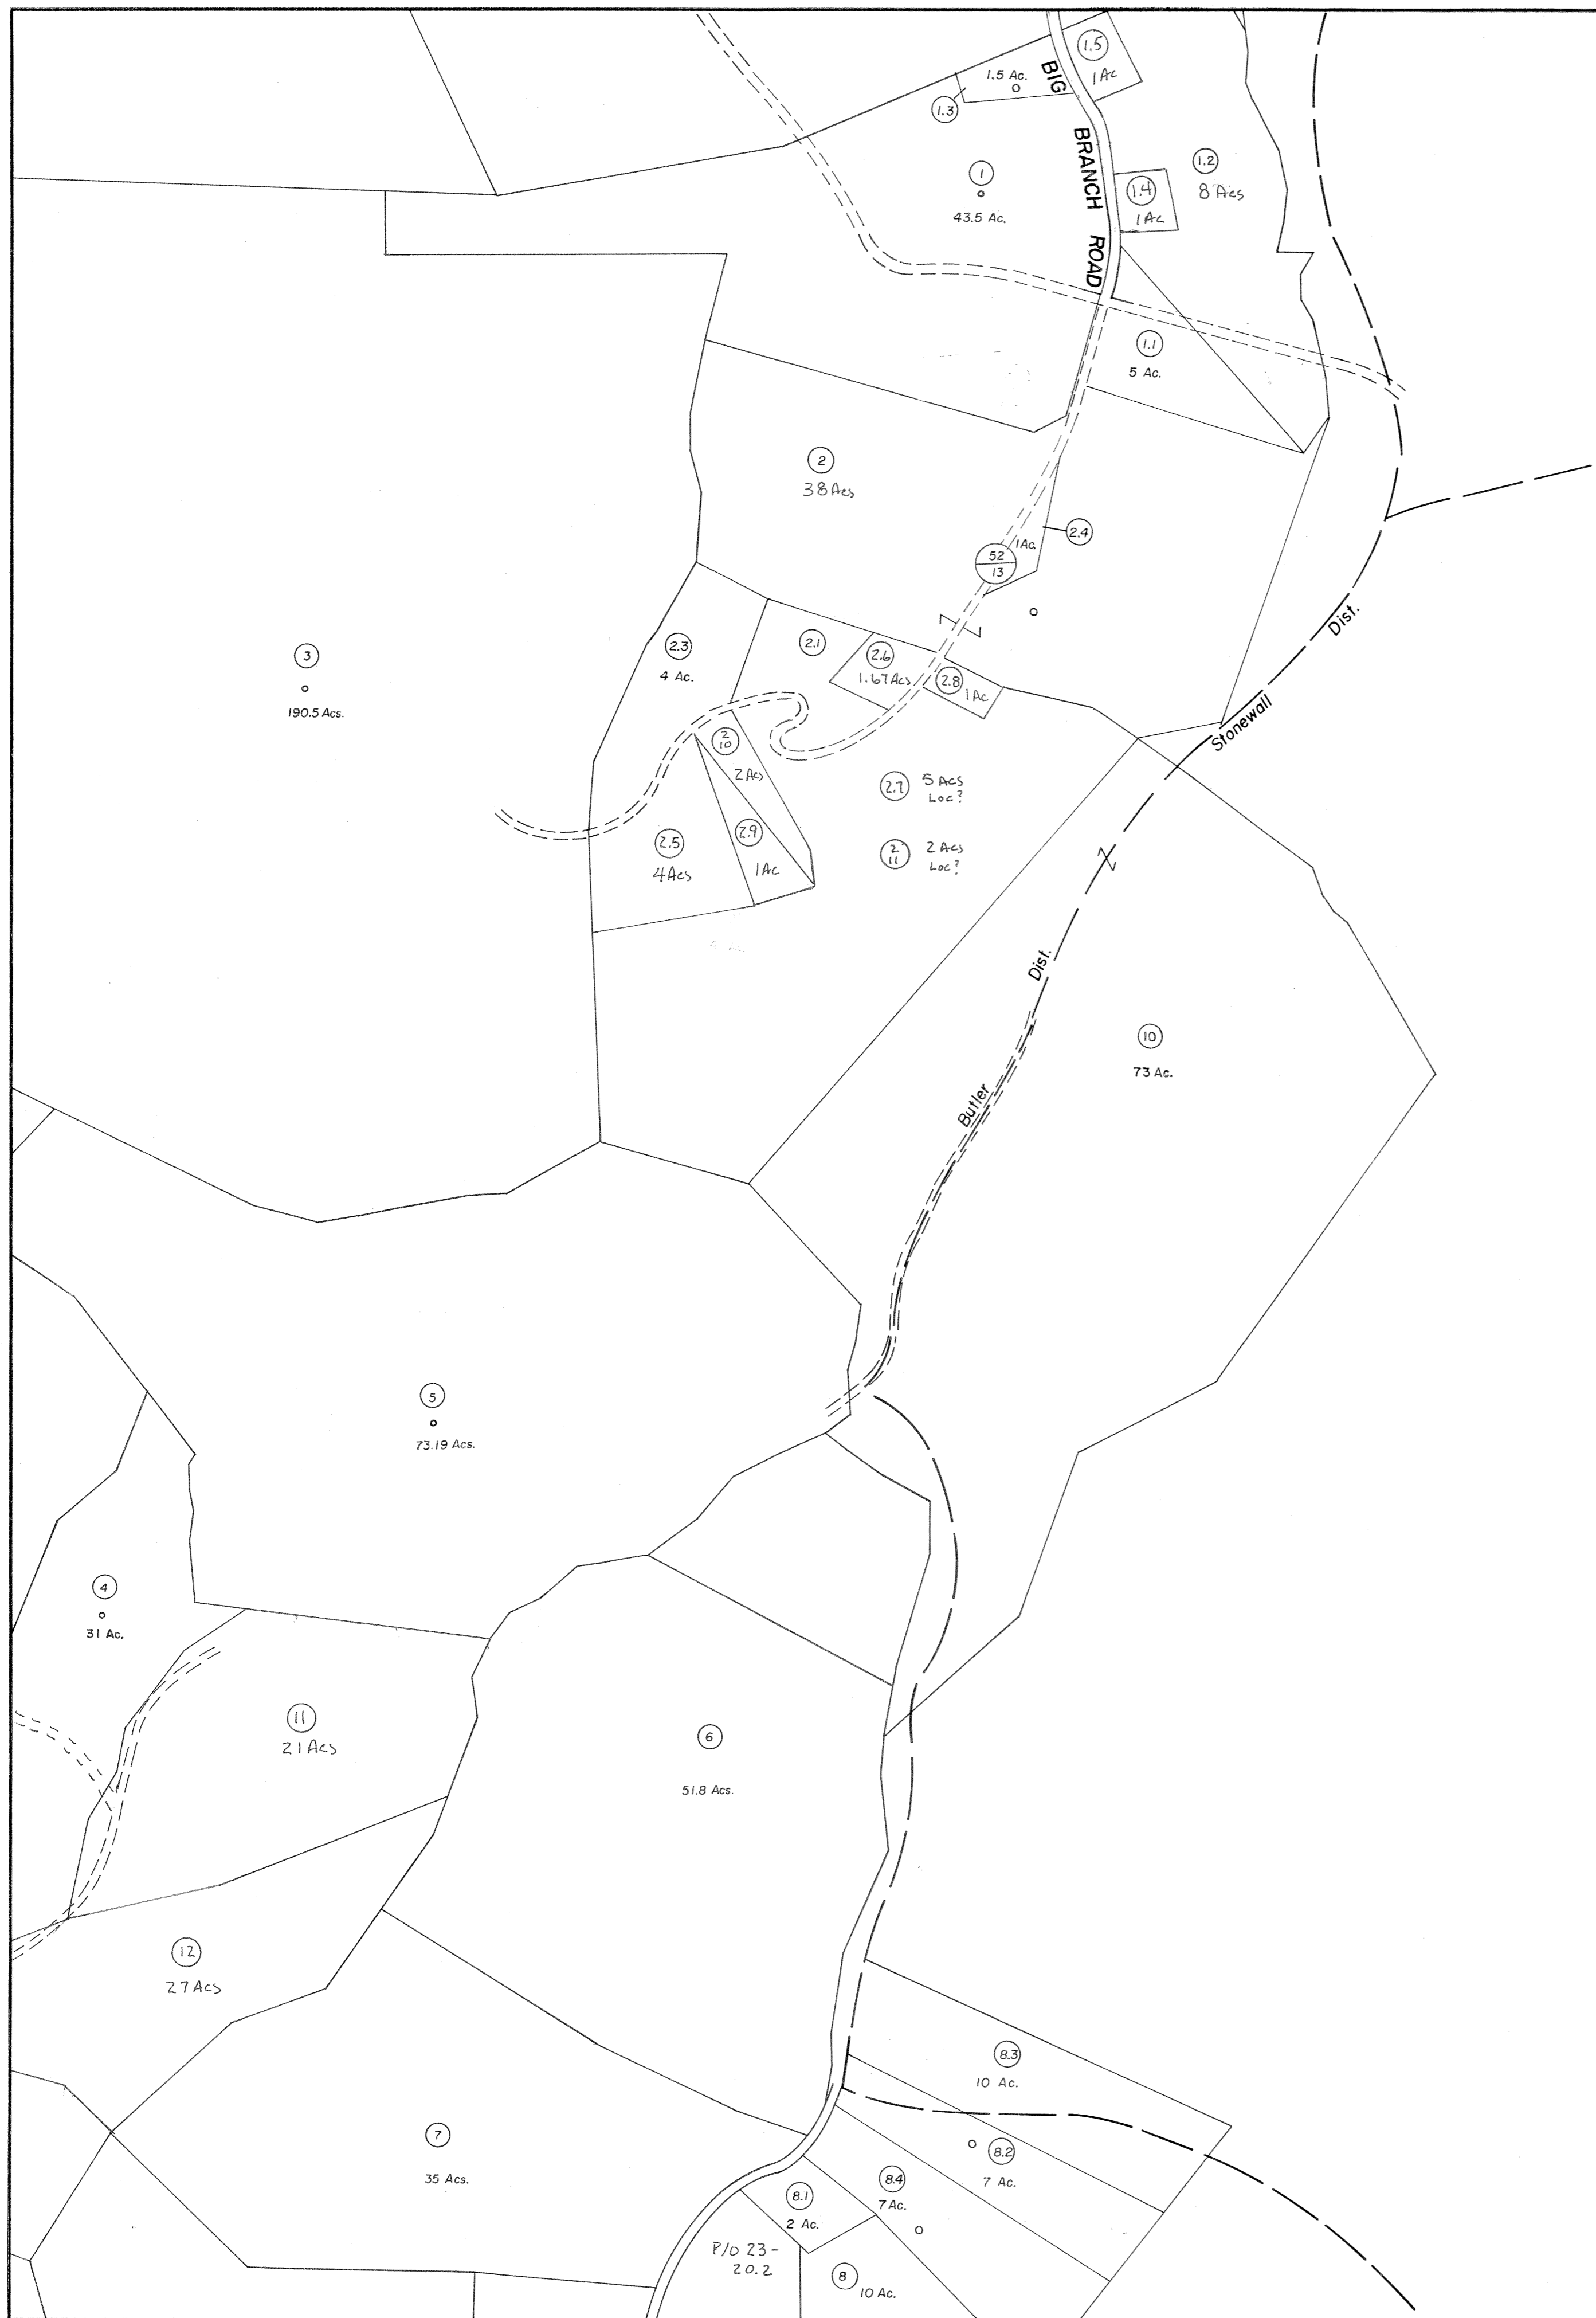 1.5
1 Ac
1.5 Ac.
1.3
BIG BRANCH ROAD
1
43.5 Ac.
1.4
1 Ac
1.2
8 Acs
1.1
5 Ac.
2
38 Acs
2.4
1 Ac.
52
13
3
190.5 Acs.
2.3
4 Ac.
2.1
2.6
1.67 Acs
2.8
1 Ac
Stonewall Dist.
2
10
2 Acs
2.7
5 Acs
Loc?
2.5
4 Acs
2.9
1 Ac
2
11
2 Acs
Loc?
Butler Dist.
10
73 Ac.
5
73.19 Acs.
4
31 Ac.
11
21 Acs
6
51.8 Acs.
12
27 Acs
8.3
10 Ac.
7
35 Acs.
8.2
7 Ac.
8.4
7 Ac.
8.1
2 Ac.
P/O 23-
20.2
8
10 Ac.